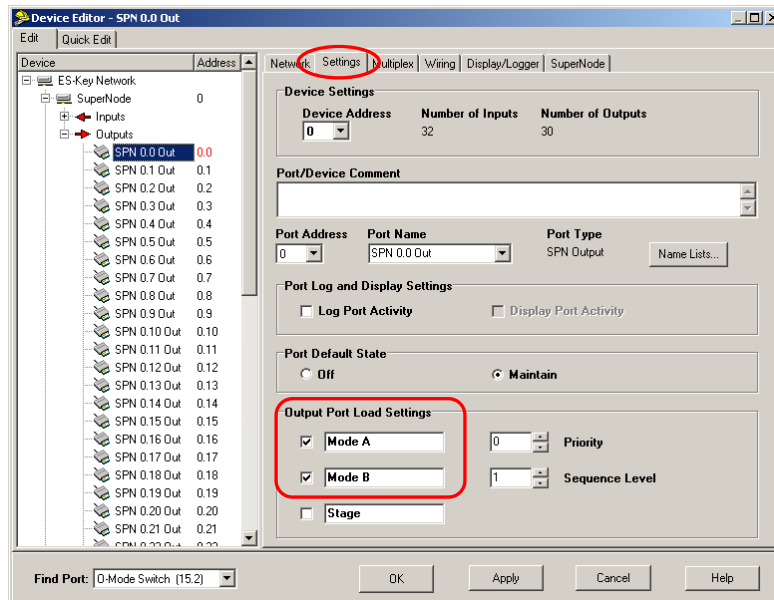 Device Editor - SPN 0.0 Out
Edit
Quick Edit
Device
Address
ES-Key Network
SuperNode 0
Inputs
Outputs
SPN 0.0 Out 0.0
SPN 0.1 Out 0.1
SPN 0.2 Out 0.2
SPN 0.3 Out 0.3
SPN 0.4 Out 0.4
SPN 0.5 Out 0.5
SPN 0.6 Out 0.6
SPN 0.7 Out 0.7
SPN 0.8 Out 0.8
SPN 0.9 Out 0.9
SPN 0.10 Out 0.10
SPN 0.11 Out 0.11
SPN 0.12 Out 0.12
SPN 0.13 Out 0.13
SPN 0.14 Out 0.14
SPN 0.15 Out 0.15
SPN 0.16 Out 0.16
SPN 0.17 Out 0.17
SPN 0.18 Out 0.18
SPN 0.19 Out 0.19
SPN 0.20 Out 0.20
SPN 0.21 Out 0.21
Network
Settings
Multiplex
Wiring
Display/Logger
SuperNode
Device Settings
Device Address
Number of Inputs
Number of Outputs
0
32
30
Port/Device Comment
Port Address
Port Name
Port Type
0
SPN 0.0 Out
SPN Output
Name Lists...
Port Log and Display Settings
Log Port Activity
Display Port Activity
Port Default State
Off
Maintain
Output Port Load Settings
Mode A
0
Priority
Mode B
1
Sequence Level
Stage
Find Port:
O-Mode Switch (15.2)
OK
Apply
Cancel
Help